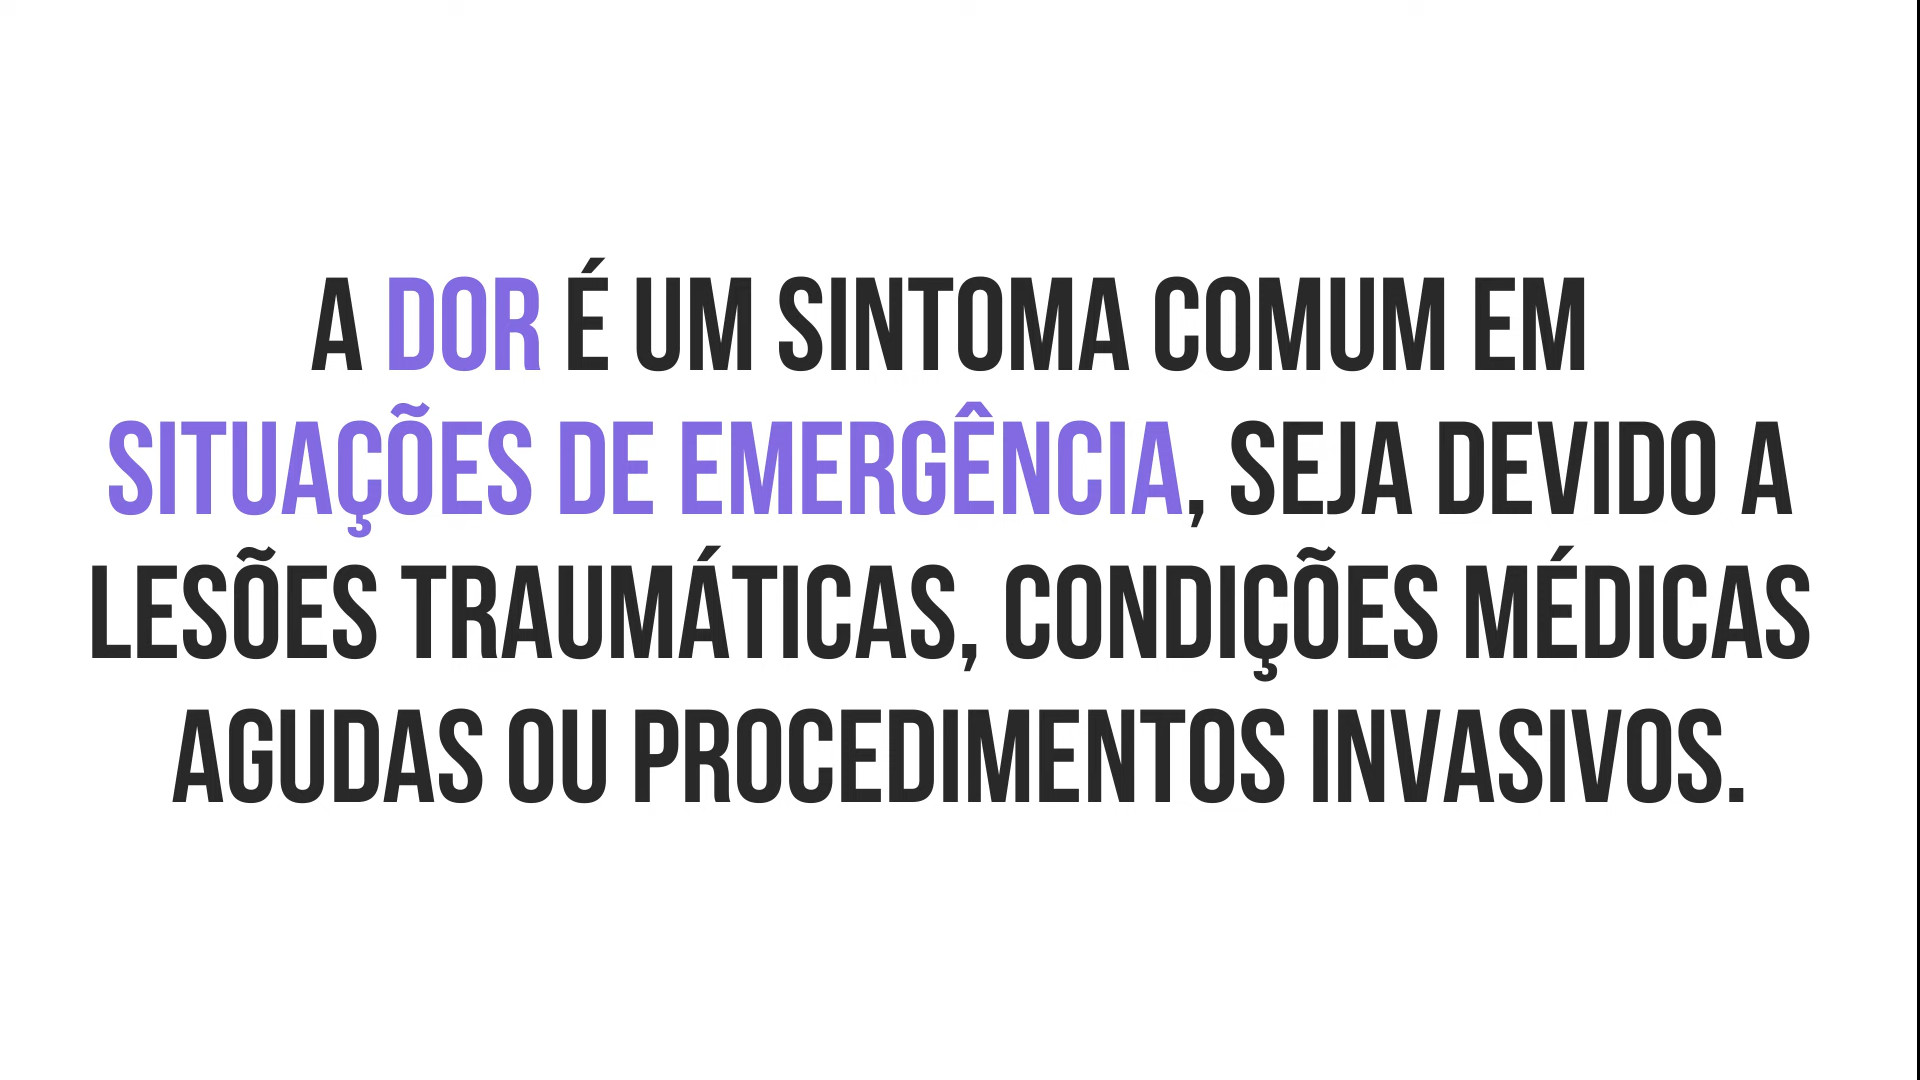 A DOR É UM SINTOMA COMUM EM
SITUAÇÕES DE EMERGÊNCIA, SEJA DEVIDO A
LESÕES TRAUMÁTICAS, CONDIÇÕES MÉDICAS
AGUDAS OU PROCEDIMENTOS INVASIVOS.